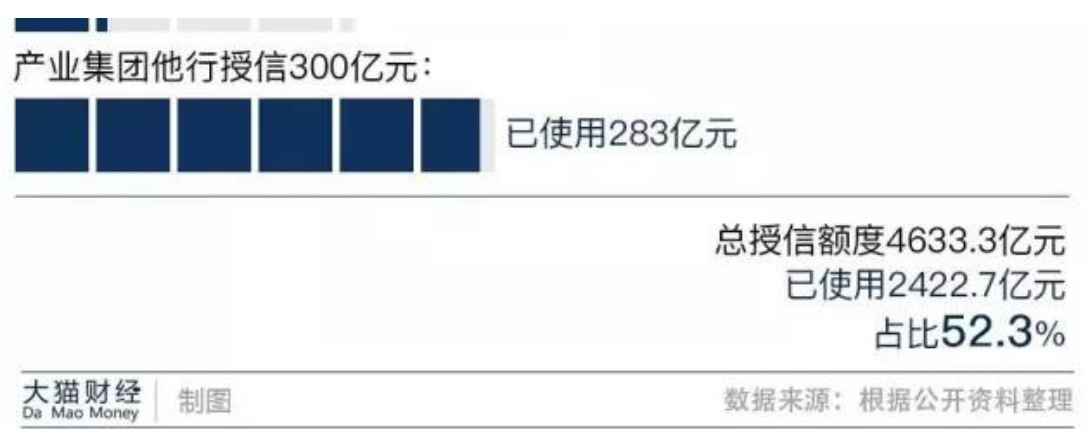 产业集团他行授信300亿元：
已使用283亿元
总授信额度4633.3亿元
已使用2422.7亿元
占比52.3%
大猫财经
Da Mao Money
制图
数据来源：根据公开资料整理